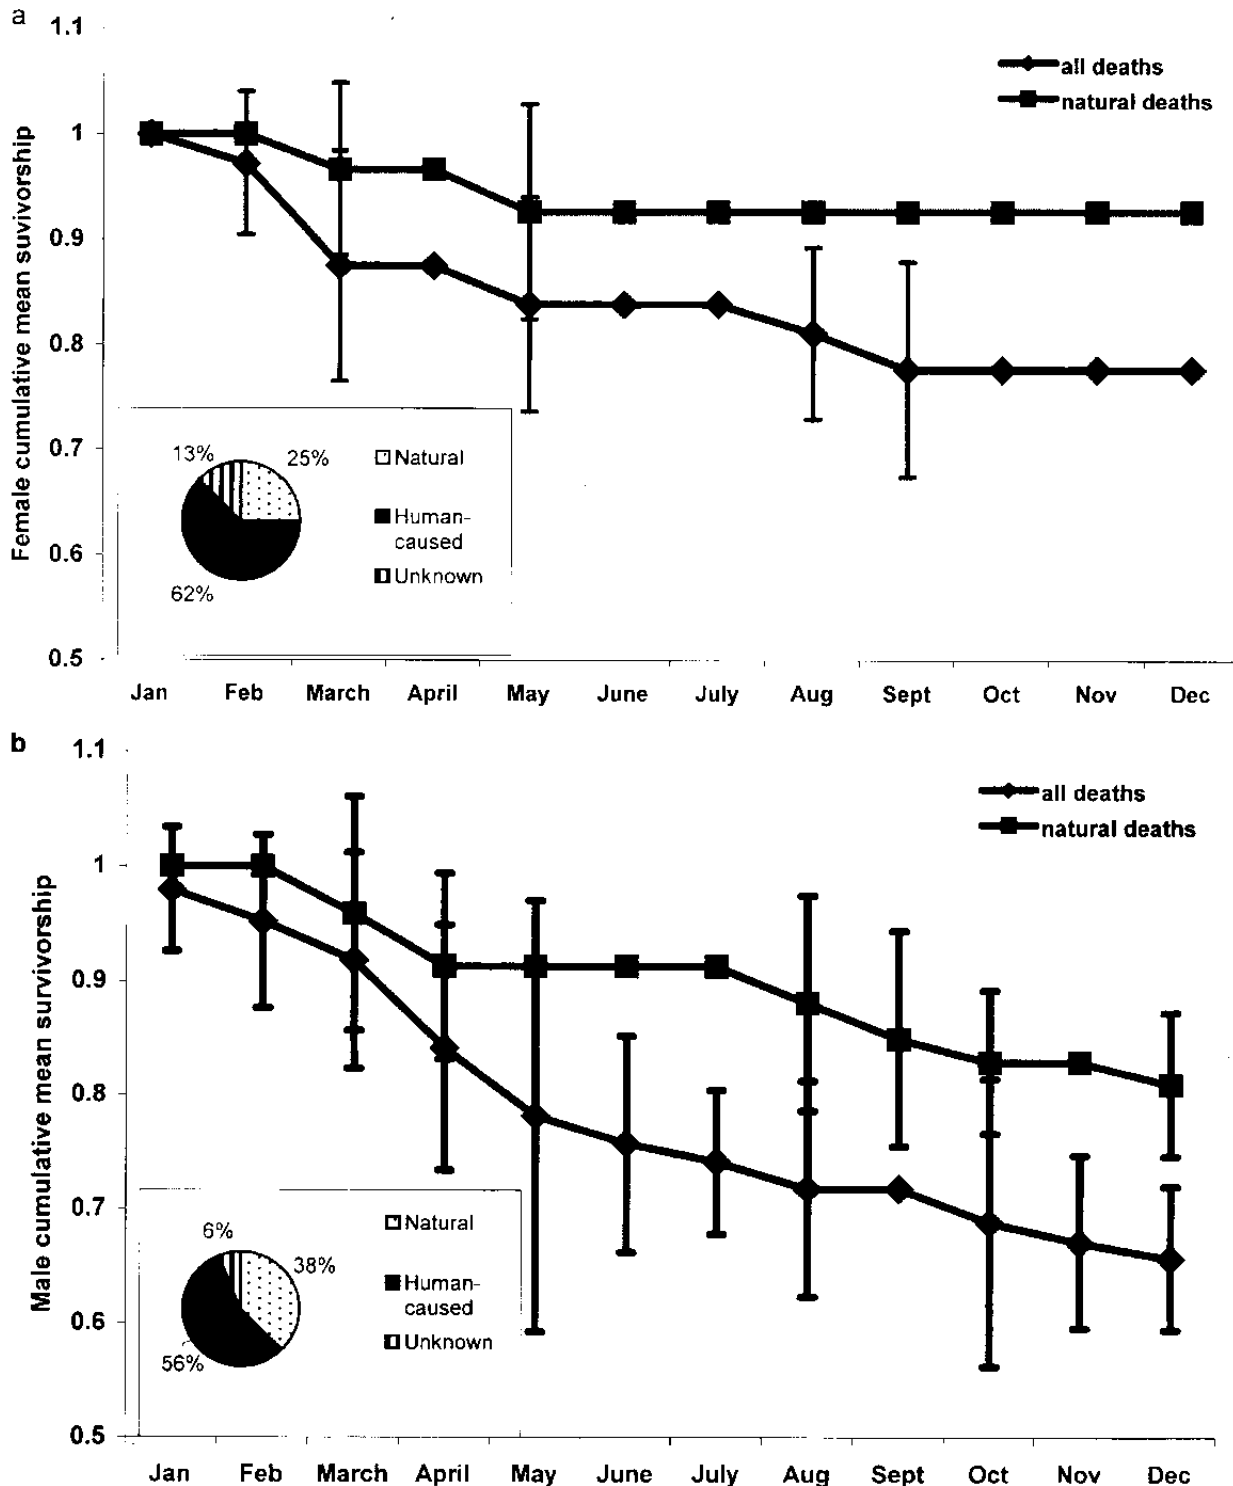 a
1.1
1
0.9
0.8
0.7
0.6
0.5
Female cumulative mean suvivorship
all deaths
natural deaths
13%
25%
62%
Natural
Human-
caused
Unknown
Jan Feb March April May June July Aug Sept Oct Nov Dec
b
1.1
1
0.9
0.8
0.7
0.6
0.5
Male cumulative mean survivorship
all deaths
natural deaths
6%
38%
56%
Natural
Human-
caused
Unknown
Jan Feb March April May June July Aug Sept Oct Nov Dec